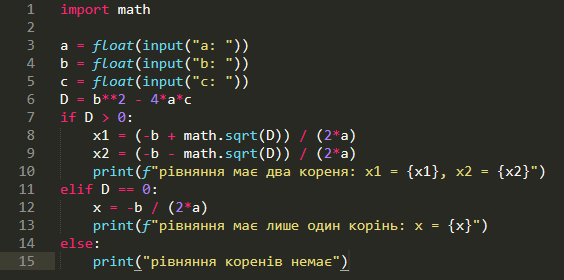 1 import math
2
3 a = float(input("a: "))
4 b = float(input("b: "))
5 c = float(input("c: "))
6 D = b**2 - 4*a*c
7 if D > 0:
8     x1 = (-b + math.sqrt(D)) / (2*a)
9     x2 = (-b - math.sqrt(D)) / (2*a)
10     print(f"рівняння має два кореня: x1 = {x1}, x2 = {x2}")
11 elif D == 0:
12     x = -b / (2*a)
13     print(f"рівняння має лише один корінь: x = {x}")
14 else:
15     print("рівняння коренів немає")